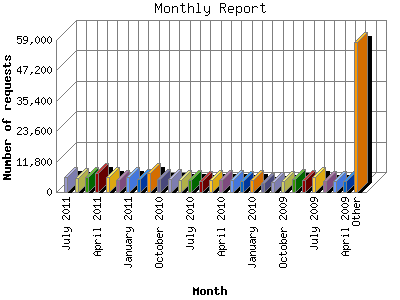 Monthly Report
Number of requests
59,000
47,200
35,400
23,600
11,800
0
July 2011
April 2011
January 2011
October 2010
July 2010
April 2010
January 2010
October 2009
July 2009
April 2009
Other
Month